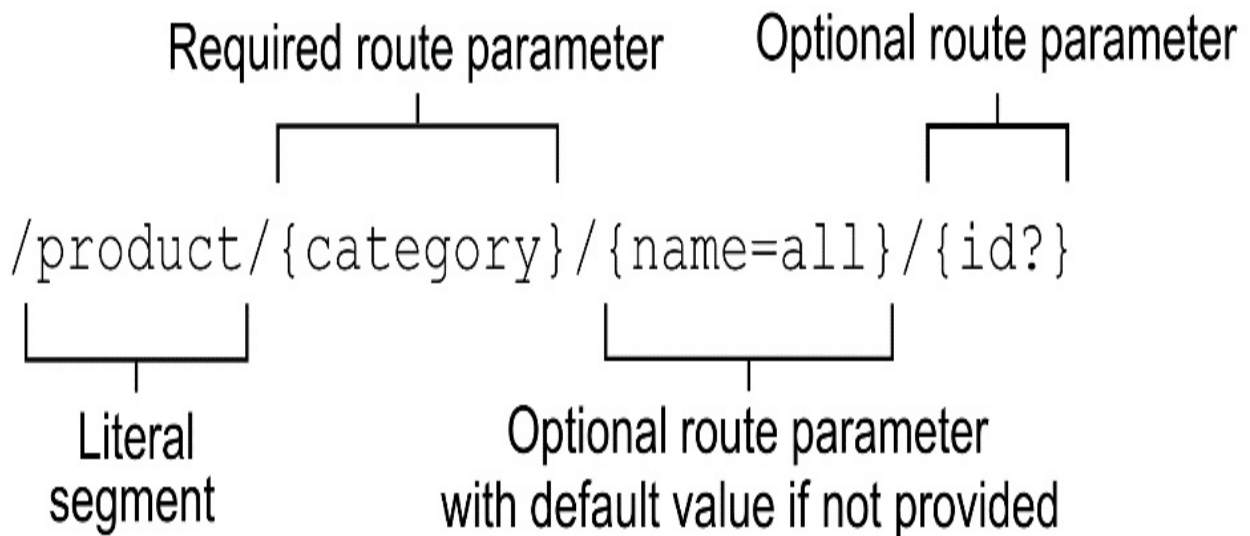 Required route parameter
Optional route parameter
/product/{category}/{name=all}/{id?}
Literal
segment
Optional route parameter
with default value if not provided